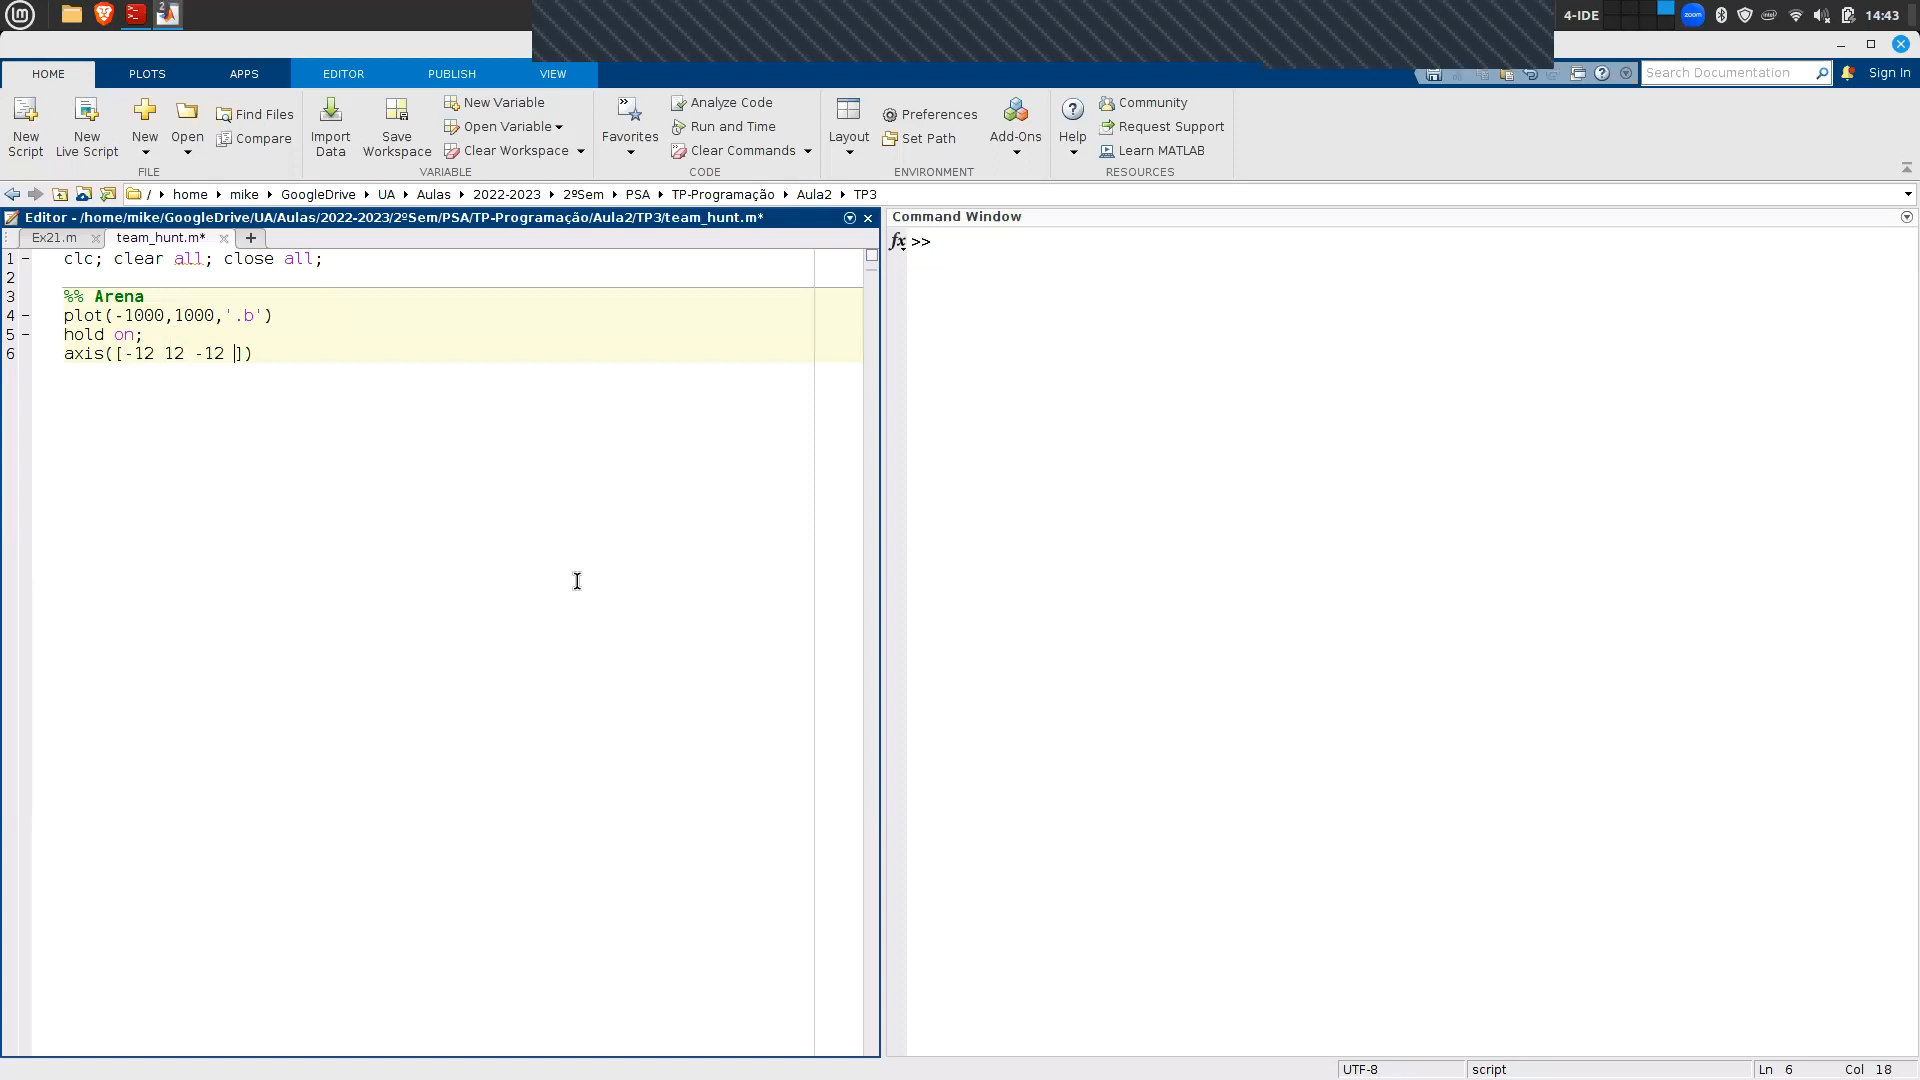 2
4-IDE
zoom
14:43
HOME
PLOTS
APPS
EDITOR
PUBLISH
VIEW
Search Documentation
Sign In
New Script
New Live Script
New
Open
Find Files
Compare
FILE
Import Data
Save Workspace
New Variable
Open Variable
Clear Workspace
VARIABLE
Favorites
Analyze Code
Run and Time
Clear Commands
CODE
Layout
Preferences
Set Path
Add-Ons
ENVIRONMENT
Help
Community
Request Support
Learn MATLAB
RESOURCES
/ home mike GoogleDrive UA Aulas 2022-2023 2ºSem PSA TP-Programação Aula2 TP3
Editor - /home/mike/GoogleDrive/UA/Aulas/2022-2023/2ºSem/PSA/TP-Programação/Aula2/TP3/team_hunt.m*
Ex21.m
team_hunt.m*
1 clc; clear all; close all;
2
3 %% Arena
4 plot(-1000,1000,'.b')
5 hold on;
6 axis([-12 12 -12 ])
Command Window
fx >>
UTF-8
script
Ln 6 Col 18